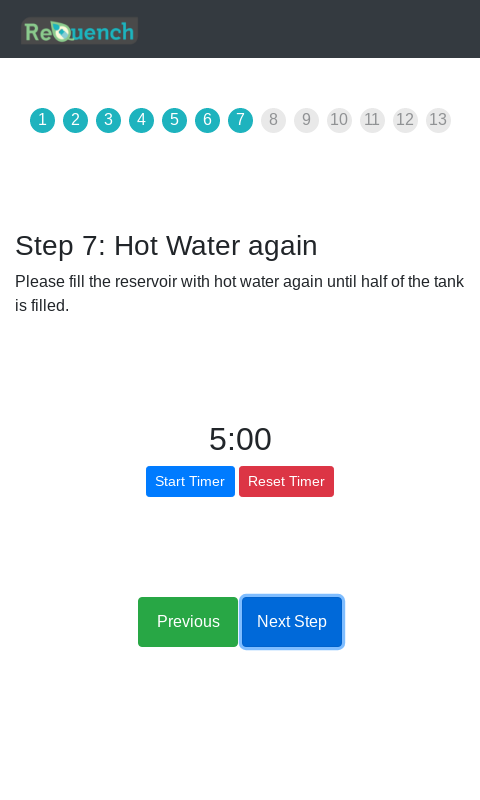 ReQuench
1 2 3 4 5 6 7 8 9 10 11 12 13
Step 7: Hot Water again
Please fill the reservoir with hot water again until half of the tank
is filled.
5:00
Start Timer Reset Timer
Previous Next Step